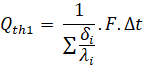 Q_{th1} = \frac{1}{\sum \frac{\delta_i}{\lambda_i}} . F . \Delta t